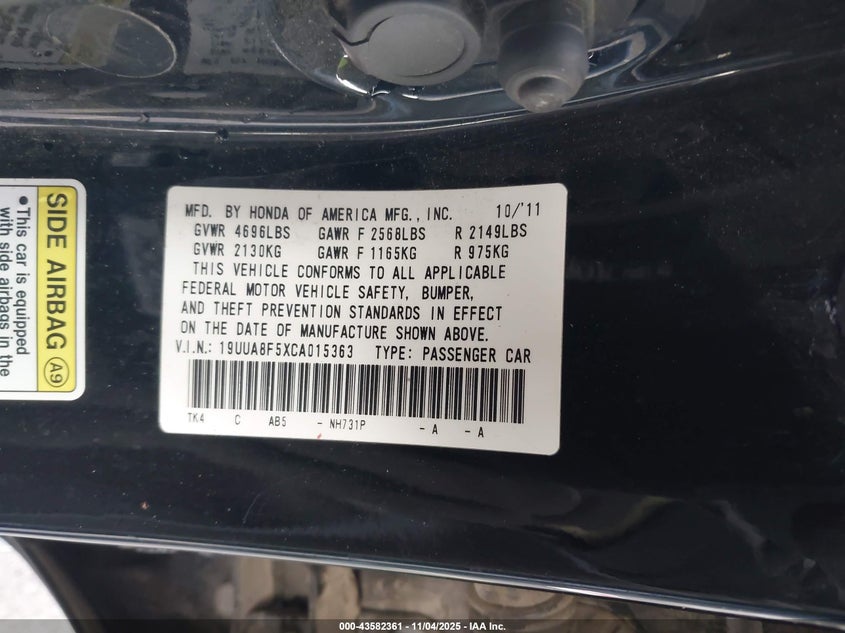 SIDE AIRBAG A9
•This car is equipped
with side airbags in the
MFD. BY HONDA OF AMERICA MFG., INC. 10/'11
GVWR 4696LBS GAWR F 2568LBS R 2149LBS
GVWR 2130KG GAWR F 1165KG R 975KG
THIS VEHICLE CONFORMS TO ALL APPLICABLE
FEDERAL MOTOR VEHICLE SAFETY, BUMPER,
AND THEFT PREVENTION STANDARDS IN EFFECT
ON THE DATE OF MANUFACTURE SHOWN ABOVE.
V.I.N.: 19UUA8F5XCA015363 TYPE: PASSENGER CAR
TK4 C AB5 - NH731P - A - A
000-43582361 - 11/04/2025 - IAA Inc.